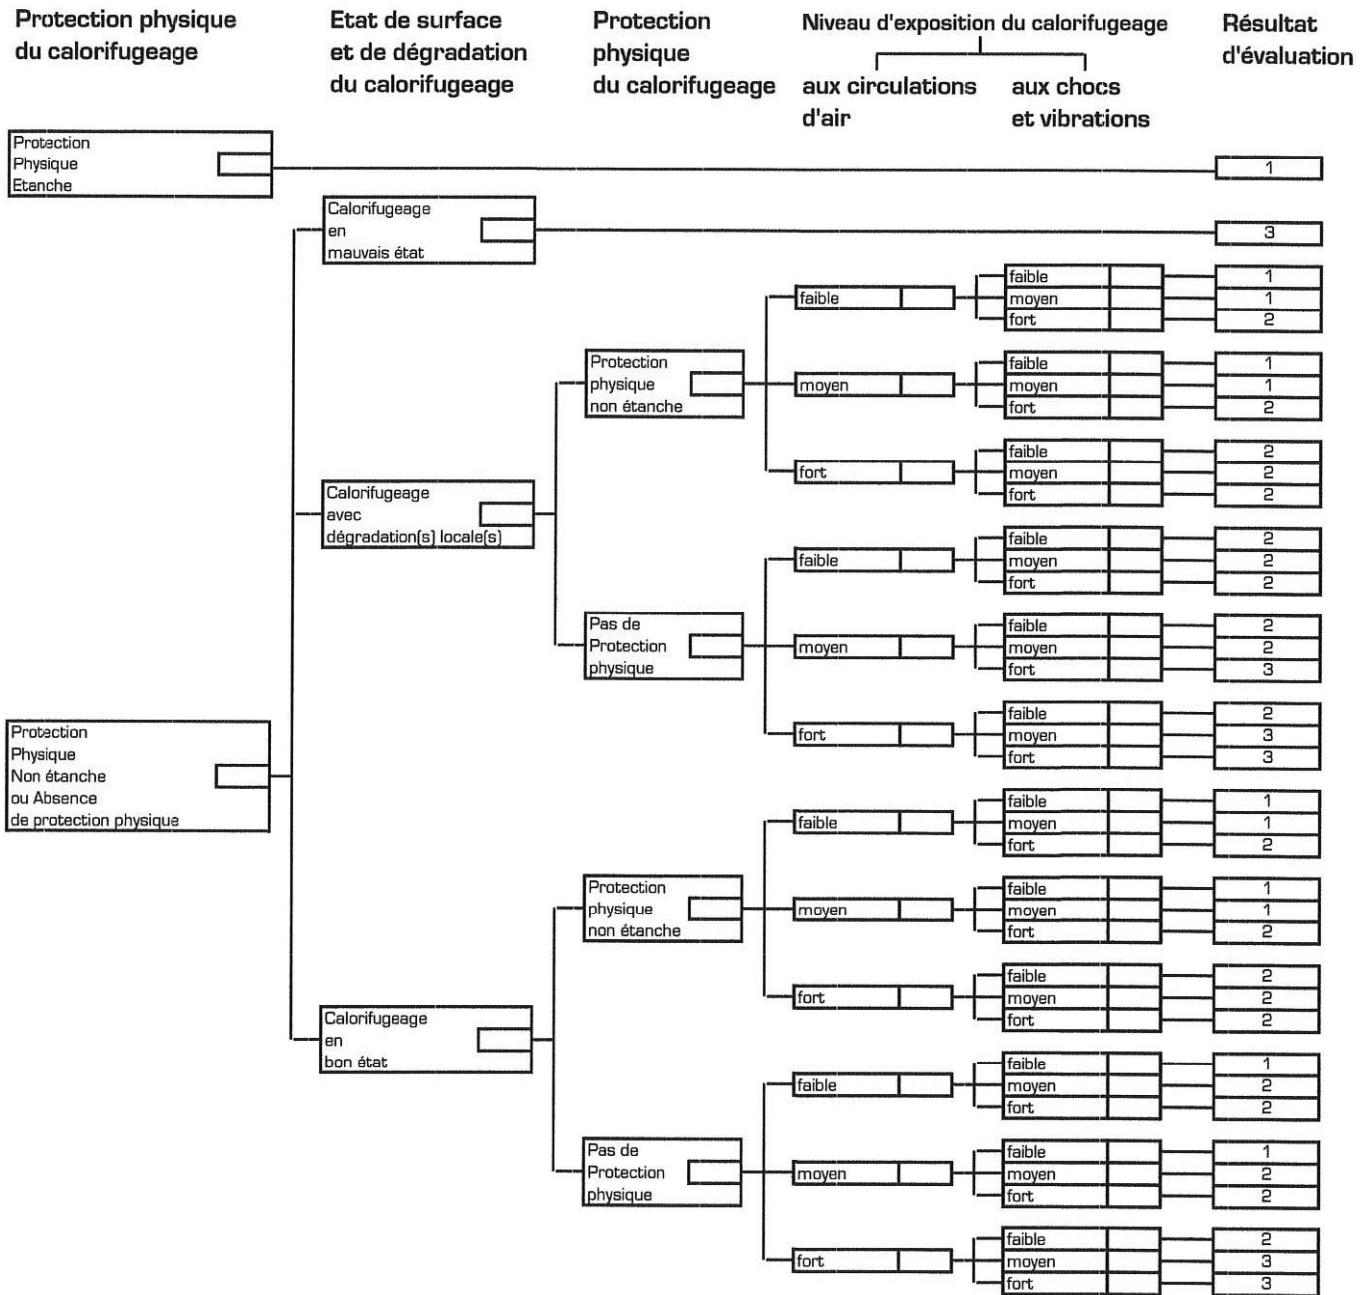 Protection physique
du calorifugeage
Etat de surface
et de dégradation
du calorifugeage
Protection
physique
du calorifugeage
Niveau d'exposition du calorifugeage
aux circulations
d'air
aux chocs
et vibrations
Résultat
d'évaluation
Protection
Physique
Etanche
1
Calorifugeage
en
mauvais état
3
Protection
Physique
Non étanche
ou Absence
de protection physique
Calorifugeage
avec
dégradation(s) locale(s)
Protection
physique
non étanche
faible
faible 1
moyen 1
fort 2
moyen
faible 1
moyen 1
fort 2
fort
faible 2
moyen 2
fort 2
Pas de
Protection
physique
faible
faible 2
moyen 2
fort 2
moyen
faible 2
moyen 2
fort 3
fort
faible 2
moyen 3
fort 3
Calorifugeage
en
bon état
Protection
physique
non étanche
faible
faible 1
moyen 1
fort 2
moyen
faible 1
moyen 1
fort 2
fort
faible 2
moyen 2
fort 2
Pas de
Protection
physique
faible
faible 1
moyen 2
fort 2
moyen
faible 1
moyen 2
fort 2
fort
faible 2
moyen 3
fort 3